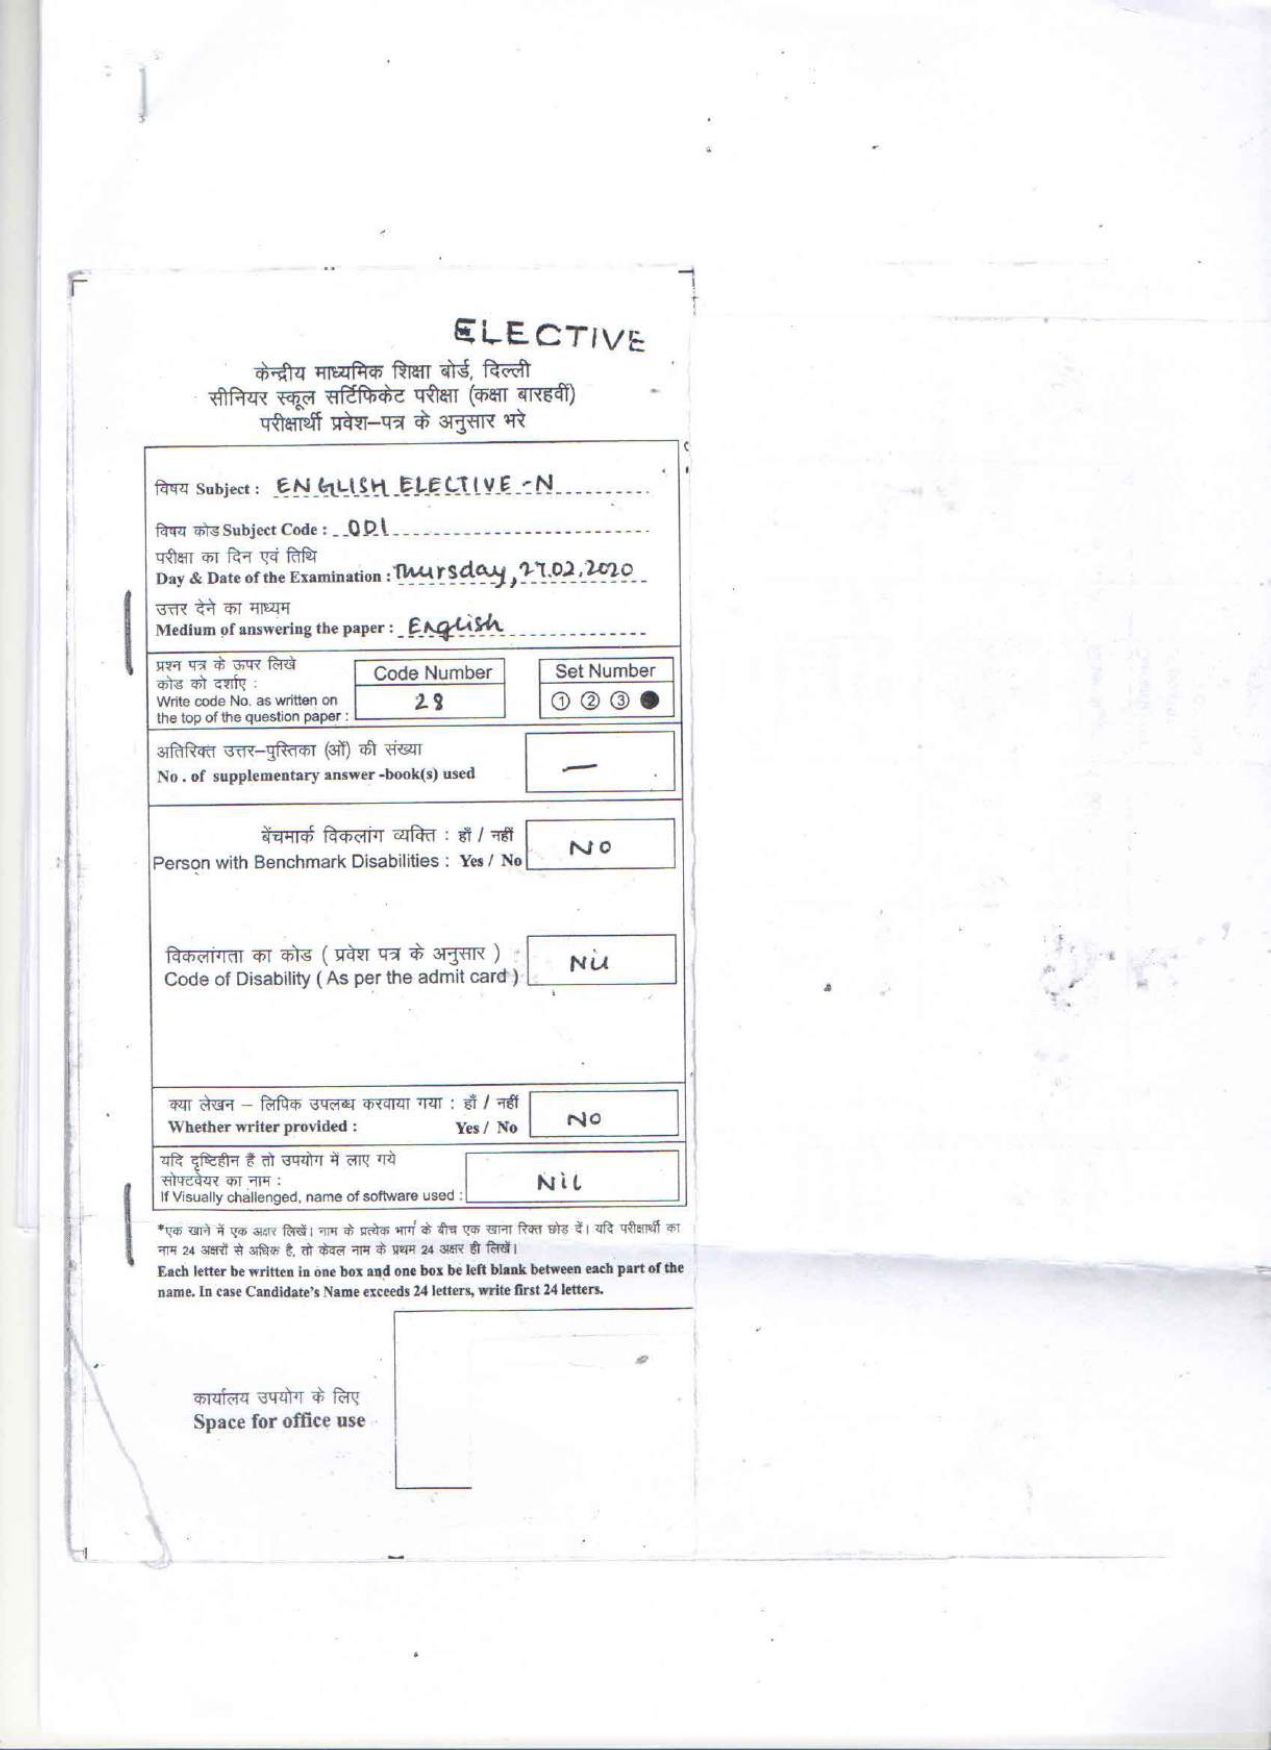 ELECTIVE
केन्द्रीय माध्यमिक शिक्षा बोर्ड, दिल्ली
सीनियर स्कूल सर्टिफिकेट परीक्षा (कक्षा बारहवीं)
परीक्षार्थी प्रवेश–पत्र के अनुसार भरे
विषय Subject : ENGLISH ELECTIVE -N
विषय कोड Subject Code : 001
परीक्षा का दिन एवं तिथि
Day & Date of the Examination : Thursday, 27.02.2020
उत्तर देने का माध्यम
Medium of answering the paper : English
प्रश्न पत्र के ऊपर लिखे
कोड को दर्शाए :
Write code No. as written on
the top of the question paper :
Code Number
28
Set Number
① ② ③
अतिरिक्त उत्तर–पुस्तिका (ओं) की संख्या
No . of supplementary answer -book(s) used
—
बेंचमार्क विकलांग व्यक्ति : हाँ / नहीं
Person with Benchmark Disabilities : Yes / No
NO
विकलांगता का कोड ( प्रवेश पत्र के अनुसार ) :
Code of Disability ( As per the admit card )
Nil
क्या लेखन – लिपिक उपलब्ध करवाया गया : हाँ / नहीं
Whether writer provided : Yes / No
NO
यदि दृष्टिहीन हैं तो उपयोग में लाए गये
सोफ्टवेयर का नाम :
If Visually challenged, name of software used :
Nil
*एक खाने में एक अक्षर लिखें। नाम के प्रत्येक भाग के बीच एक खाना रिक्त छोड़ दें। यदि परीक्षार्थी का
नाम 24 अक्षरों से अधिक है, तो केवल नाम के प्रथम 24 अक्षर ही लिखें।
Each letter be written in one box and one box be left blank between each part of the
name. In case Candidate's Name exceeds 24 letters, write first 24 letters.
कार्यालय उपयोग के लिए
Space for office use